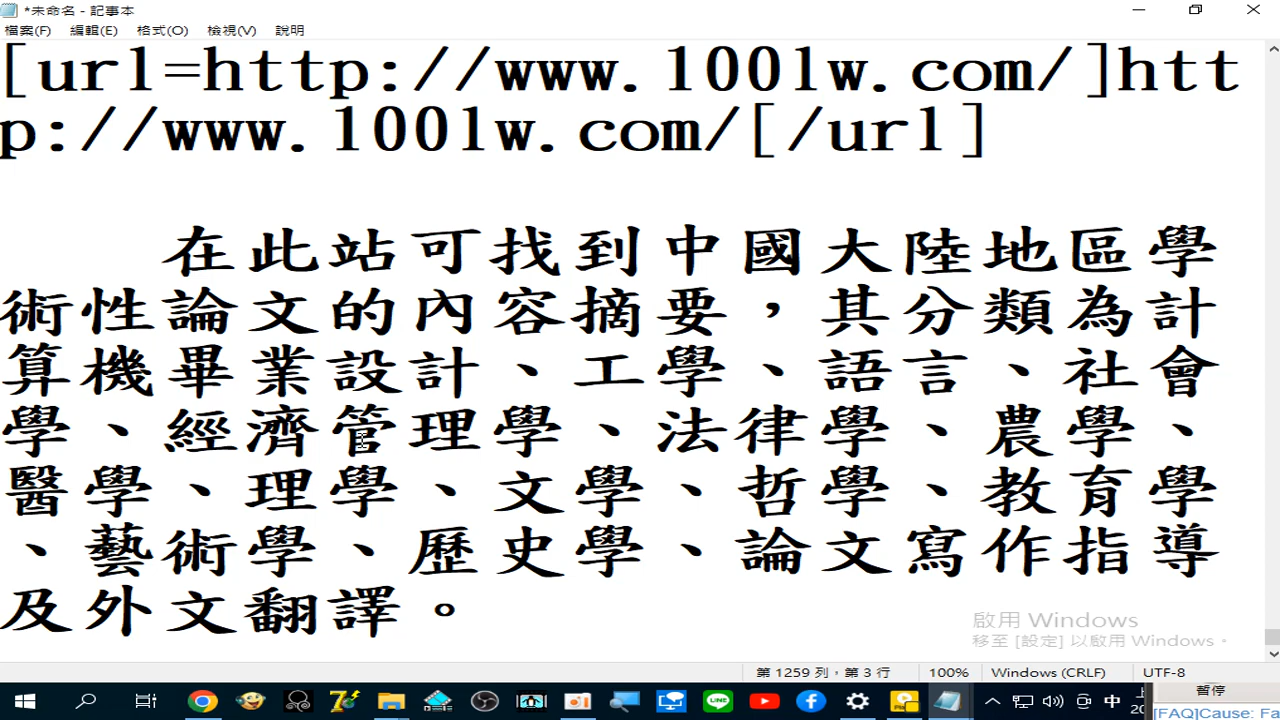 *未命名 - 記事本
檔案(F) 編輯(E) 格式(O) 檢視(V) 說明
[url=http://www.100lw.com/]htt
p://www.100lw.com/[/url]
在此站可找到中國大陸地區學
術性論文的內容摘要，其分類為計
算機畢業設計、工學、語言、社會
學、經濟管理學、法律學、農學、
醫學、理學、文學、哲學、教育學
、藝術學、歷史學、論文寫作指導
及外文翻譯。
啟用 Windows
移至 [設定] 以啟用 Windows。
第 1259 列，第 3 行 100% Windows (CRLF) UTF-8
中 上 暫停
20
[FAQ]Cause: Fa
LINE